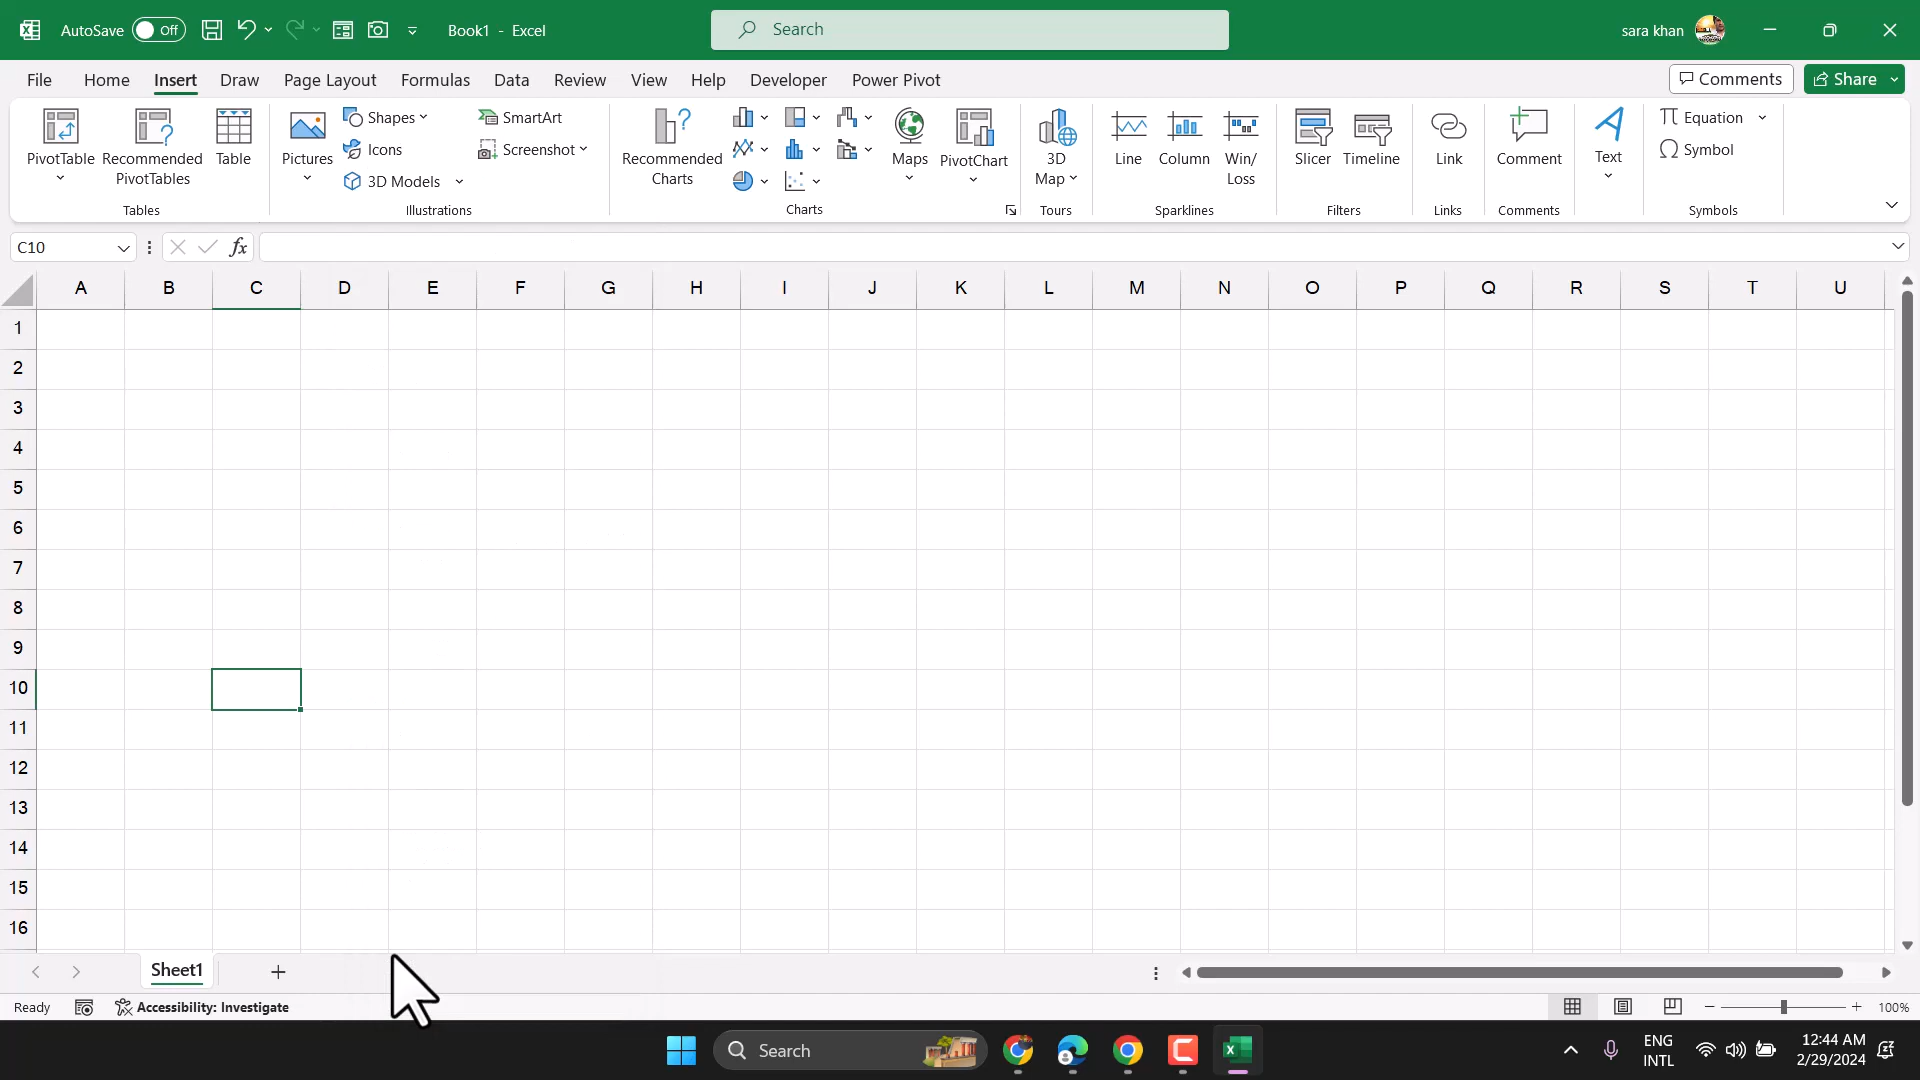 AutoSave Off Book1 - Excel Search sara khan
File Home Insert Draw Page Layout Formulas Data Review View Help Developer Power Pivot Comments Share
PivotTable
Recommended
PivotTables
Table
Tables
Pictures
Shapes
Icons
3D Models
SmartArt
Screenshot
Illustrations
Recommended
Charts
Maps
PivotChart
Charts
3D
Map
Tours
Line
Column
Win/
Loss
Sparklines
Slicer
Timeline
Filters
Link
Links
Comment
Comments
Text
Equation
Symbol
Symbols
C10 fx
A B C D E F G H I J K L M N O P Q R S T U
1
2
3
4
5
6
7
8
9
10
11
12
13
14
15
16
Sheet1
Ready Accessibility: Investigate 100%
Search
ENG
INTL
12:44 AM
2/29/2024